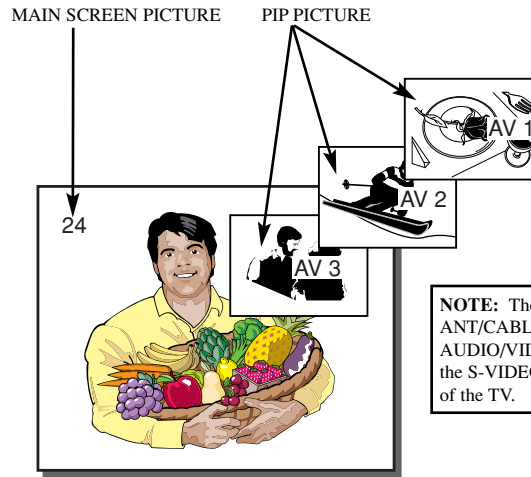 MAIN SCREEN PICTURE
PIP PICTURE
AV 1
AV 2
24
AV 3
NOTE: The
ANT/CABL
AUDIO/VID
the S-VIDEO
of the TV.